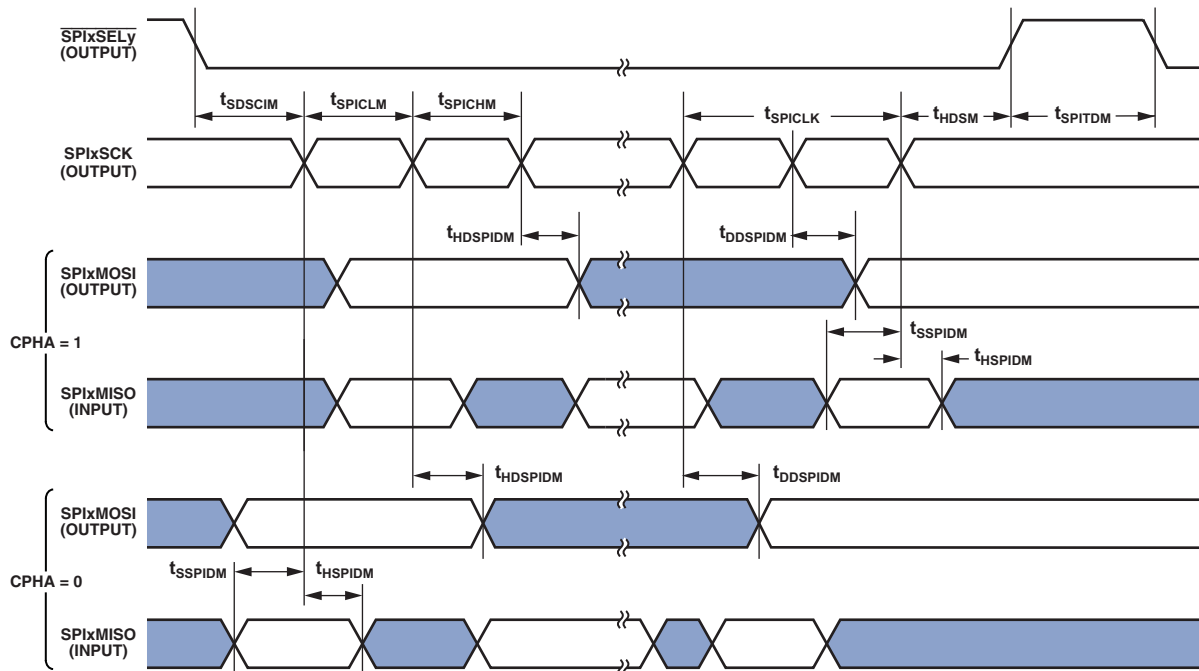 SPIxSELy
(OUTPUT)
tSDSCIM
tSPICLM
tSPICHM
tSPICLK
tHDSM
tSPITDM
SPIxSCK
(OUTPUT)
tHDSPIDM
tDDSPIDM
SPIxMOSI
(OUTPUT)
tSSPIDM
CPHA = 1
tHSPIDM
SPIxMISO
(INPUT)
tHDSPIDM
tDDSPIDM
SPIxMOSI
(OUTPUT)
tSSPIDM
tHSPIDM
CPHA = 0
SPIxMISO
(INPUT)